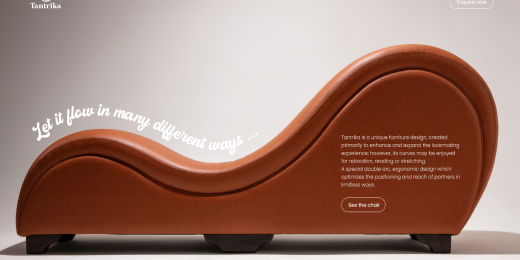 Tantrika
Enquire now
Let it flow in many different ways ...
Tantrika is a unique furniture design, created
primarily to enhance and expand the lovemaking
experience; however, its curves may be enjoyed
for relaxation, reading or stretching.
A special double arc, ergonomic design which
optimizes the positioning and reach of partners in
limitless ways.
See the chair